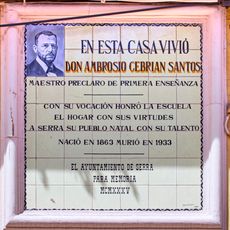 EN ESTA CASA VIVIÓ
DON AMBROSIO CEBRIAN SANTOS
MAESTRO PRECLARO DE PRIMERA ENSEÑANZA
CON SU VOCACIÓN HONRÓ LA ESCUELA
EL HOGAR CON SUS VIRTUDES
A SERRA SU PUEBLO NATAL CON SU TALENTO
NACIÓ EN 1863 MURIÓ EN 1933
EL AYUNTAMIENTO DE SERRA
PARA MEMORIA
MCMXXXV